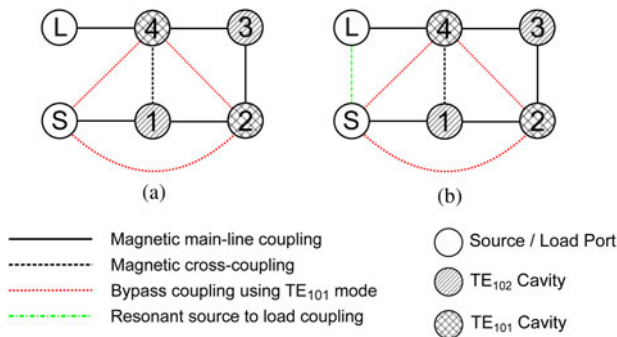 L 4 3
S 1 2
(a)
L 4 3
S 1 2
(b)
Magnetic main-line coupling
Magnetic cross-coupling
Bypass coupling using TE101 mode
Resonant source to load coupling
Source / Load Port
TE102 Cavity
TE101 Cavity